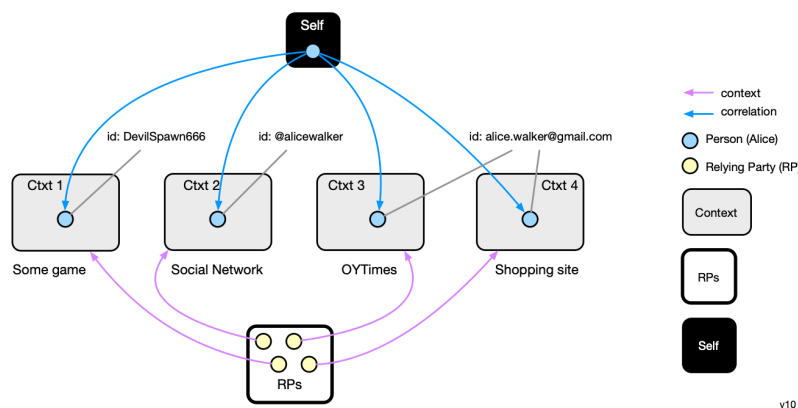 Self
context
correlation
id: DevilSpawn666
id: @alicewalker
id: alice.walker@gmail.com
Person (Alice)
Relying Party (RP
Ctxt 1
Ctxt 2
Ctxt 3
Ctxt 4
Context
Some game
Social Network
OYTimes
Shopping site
RPs
Self
RPs
v10